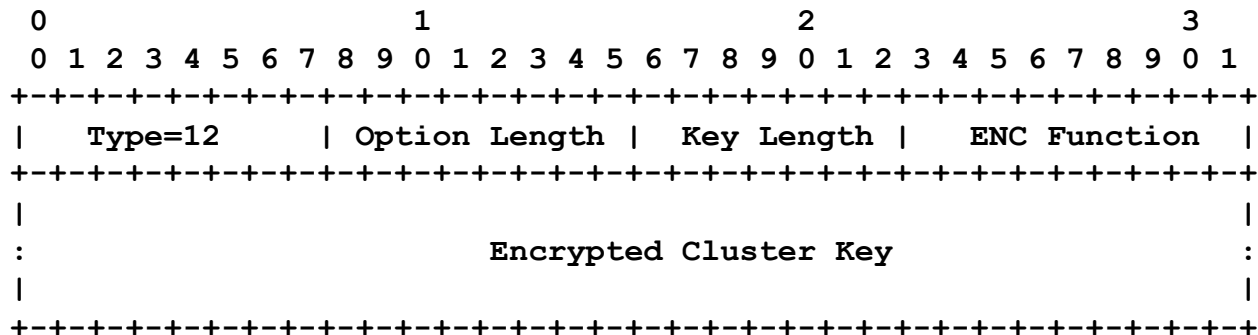 0                   1                   2                   3
 0 1 2 3 4 5 6 7 8 9 0 1 2 3 4 5 6 7 8 9 0 1 2 3 4 5 6 7 8 9 0 1
+-+-+-+-+-+-+-+-+-+-+-+-+-+-+-+-+-+-+-+-+-+-+-+-+-+-+-+-+-+-+-+-+
|   Type=12     | Option Length |  Key Length |   ENC Function  |
+-+-+-+-+-+-+-+-+-+-+-+-+-+-+-+-+-+-+-+-+-+-+-+-+-+-+-+-+-+-+-+-+
|                                                               |
:                        Encrypted Cluster Key                  :
|                                                               |
+-+-+-+-+-+-+-+-+-+-+-+-+-+-+-+-+-+-+-+-+-+-+-+-+-+-+-+-+-+-+-+-+